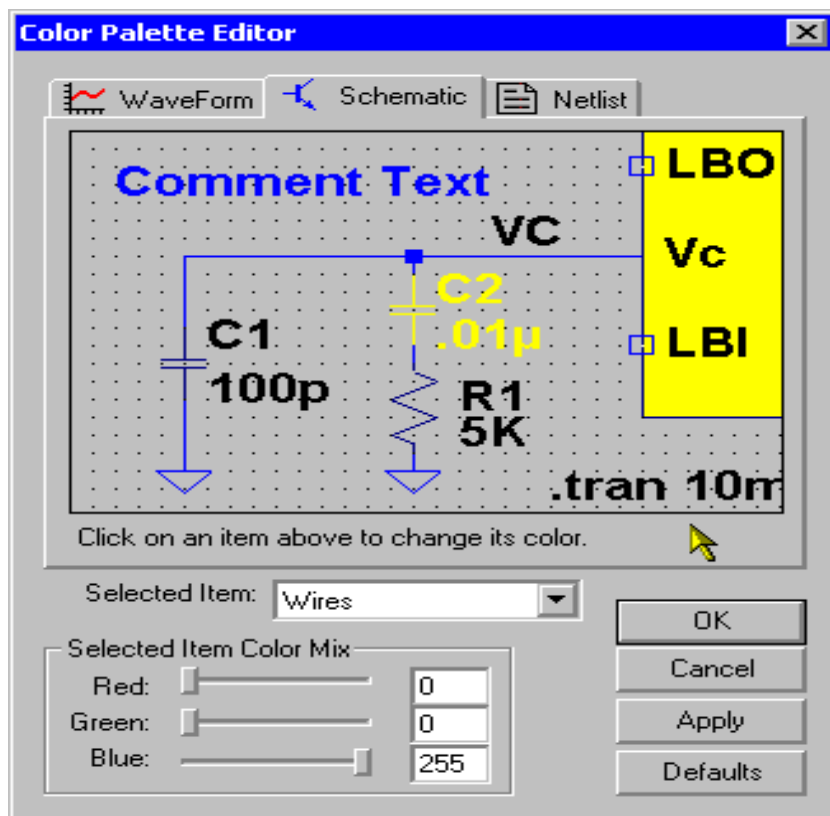 Color Palette Editor
WaveForm
Schematic
Netlist
Comment Text
LBO
VC
Vc
C2
.01µ
C1
100p
LBI
R1
5K
.tran 10m
Click on an item above to change its color.
Selected Item: Wires
OK
Selected Item Color Mix
Cancel
Red: 0
Green: 0
Apply
Blue: 255
Defaults